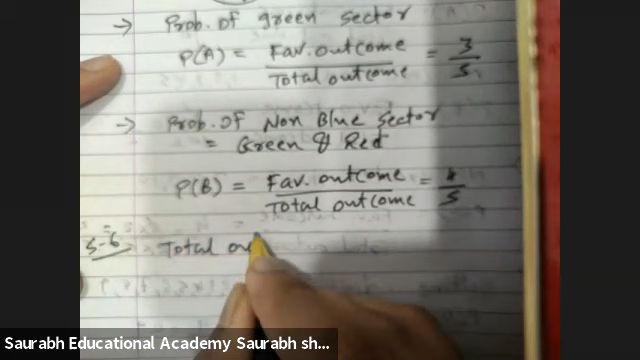 → Prob. of green sector
P(A) = Fav. outcome / Total outcome = 3/5
→ Prob. of Non Blue sector
= Green & Red
P(B) = Fav. outcome / Total outcome = 4/5
5-6 Total ou
Saurabh Educational Academy Saurabh sh...